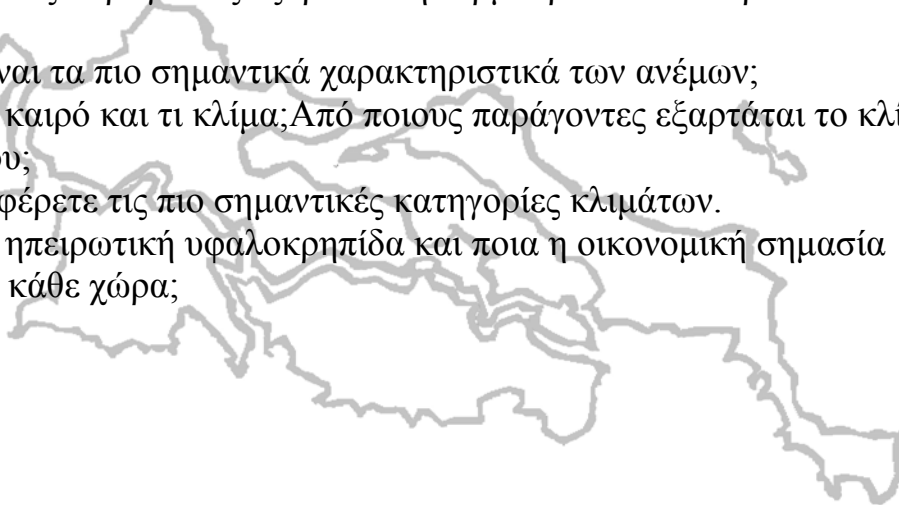 ναι τα πιο σημαντικά χαρακτηριστικά των ανέμων;
καιρό και τι κλίμα;Από ποιους παράγοντες εξαρτάται το κλί
υ;
φέρετε τις πιο σημαντικές κατηγορίες κλιμάτων.
ηπειρωτική υφαλοκρηπίδα και ποια η οικονομική σημασία
κάθε χώρα;